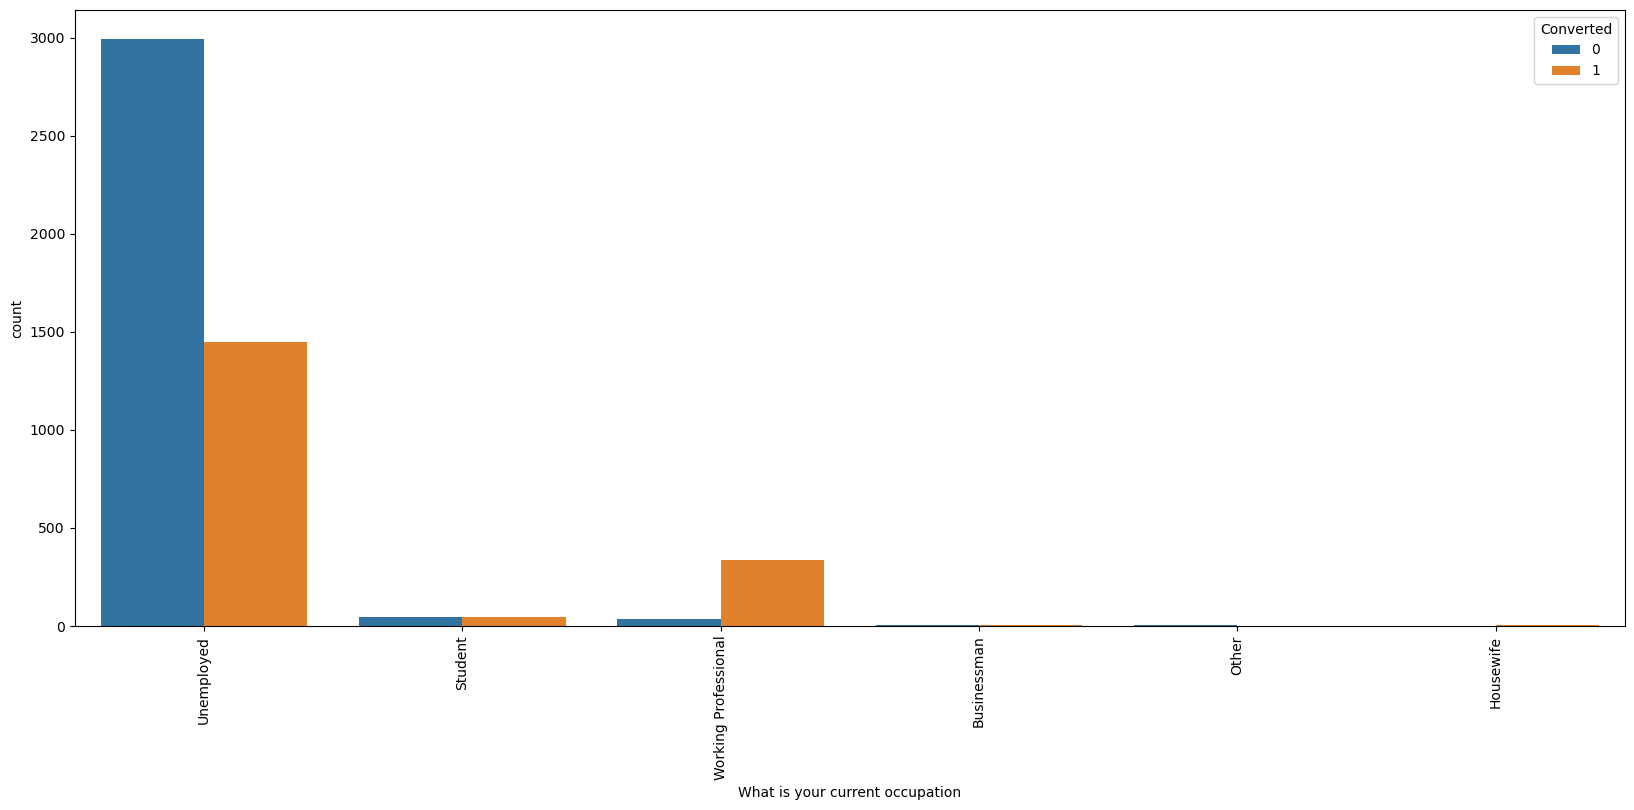 Converted
0
1
3000
2500
2000
1500
1000
500
0
count
Unemployed
Student
Working Professional
Businessman
Other
Housewife
What is your current occupation